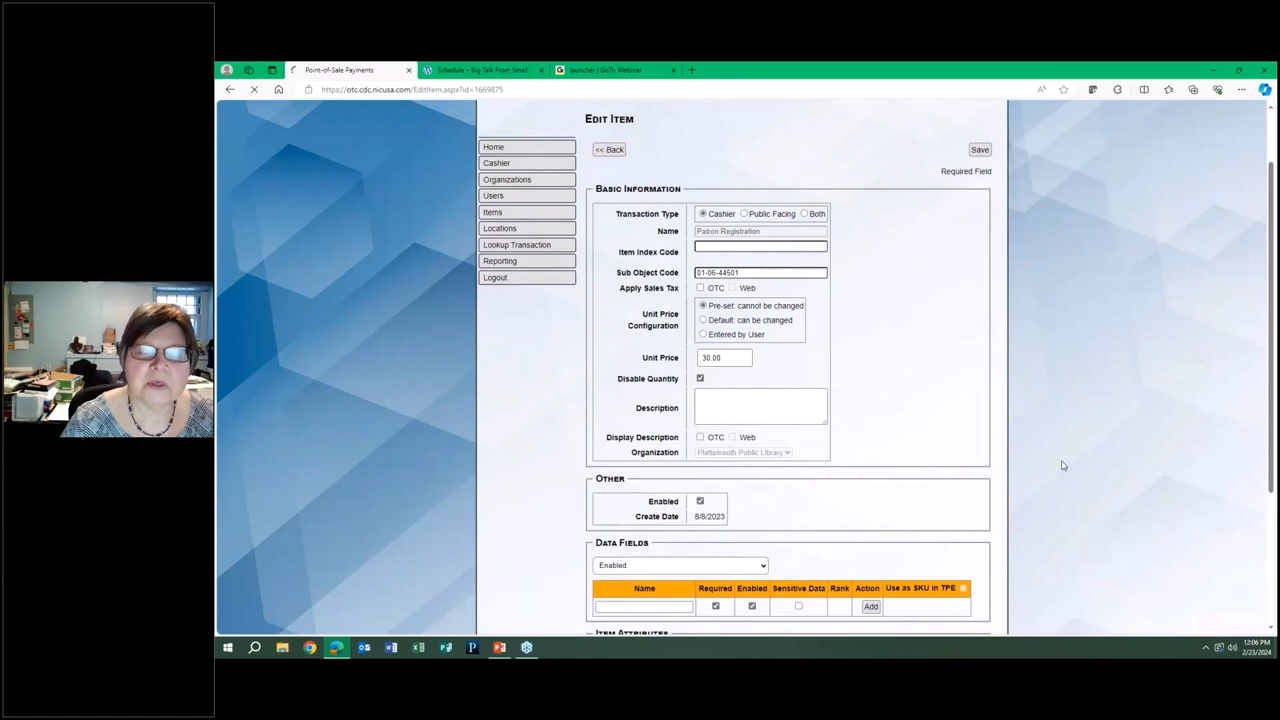 Point-of-Sale Payments
Schedule – Big Talk From Small
launcher | GoTo Webinar
https://otc.cdc.nicusa.com/EditItem.aspx?id=1669875
EDIT ITEM
Home
Cashier
Organizations
Users
Items
Locations
Lookup Transaction
Reporting
Logout
<< Back
Save
Required Field
BASIC INFORMATION
Transaction Type Cashier Public Facing Both
Name Patron Registration
Item Index Code
Sub Object Code 01-06-44501
Apply Sales Tax OTC Web
Unit Price Configuration
Pre-set: cannot be changed
Default: can be changed
Entered by User
Unit Price 30.00
Disable Quantity
Description
Display Description OTC Web
Organization Plattsmouth Public Library
OTHER
Enabled
Create Date 8/8/2023
DATA FIELDS
Enabled
Name Required Enabled Sensitive Data Rank Action Use as SKU in TPE
Add
ITEM ATTRIBUTES
12:06 PM
2/23/2024